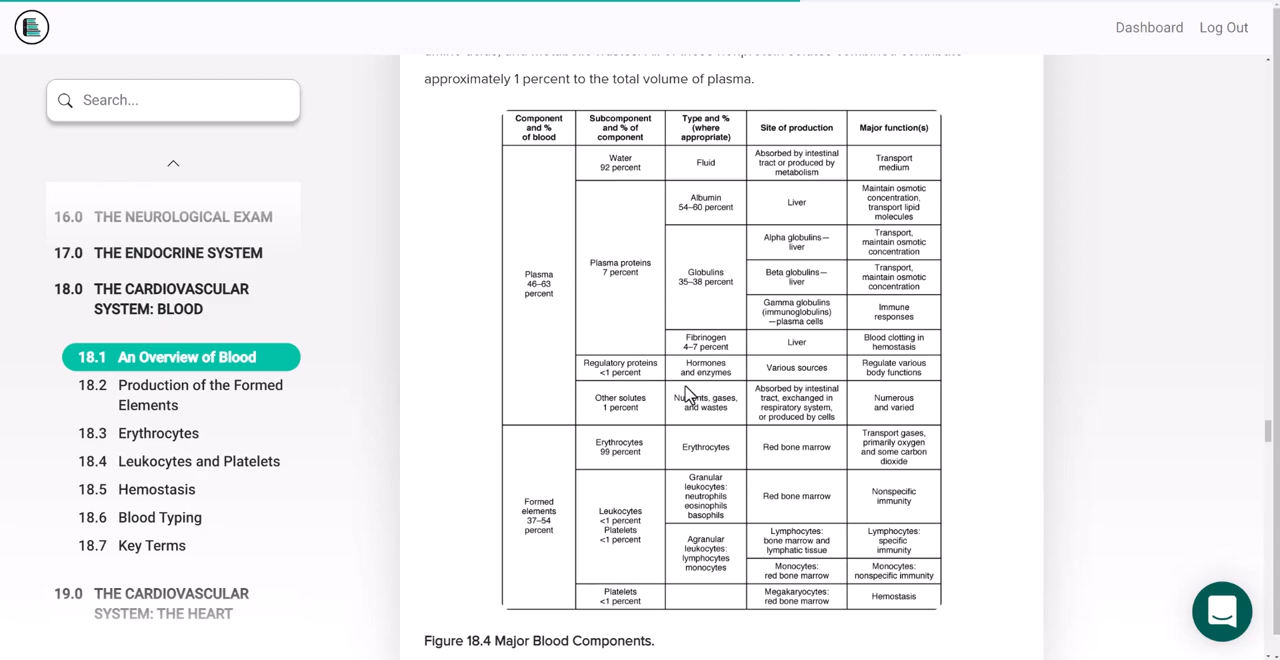 Dashboard Log Out
approximately 1 percent to the total volume of plasma.
Search...
16.0 THE NEUROLOGICAL EXAM
17.0 THE ENDOCRINE SYSTEM
18.0 THE CARDIOVASCULAR
SYSTEM: BLOOD
18.1 An Overview of Blood
18.2 Production of the Formed
Elements
18.3 Erythrocytes
18.4 Leukocytes and Platelets
18.5 Hemostasis
18.6 Blood Typing
18.7 Key Terms
19.0 THE CARDIOVASCULAR
SYSTEM: THE HEART
Component
and %
of blood
Subcomponent
and % of
component
Type and %
(where
appropriate)
Site of production
Major function(s)
Plasma
46–63
percent
Water
92 percent
Fluid
Absorbed by intestinal
tract or produced by
metabolism
Transport
medium
Plasma proteins
7 percent
Albumin
54–60 percent
Liver
Maintain osmotic
concentration,
transport lipid
molecules
Globulins
35–38 percent
Alpha globulins—
liver
Transport,
maintain osmotic
concentration
Beta globulins—
liver
Transport,
maintain osmotic
concentration
Gamma globulins
(immunoglobulins)
—plasma cells
Immune
responses
Fibrinogen
4–7 percent
Liver
Blood clotting in
hemostasis
Regulatory proteins
<1 percent
Hormones
and enzymes
Various sources
Regulate various
body functions
Other solutes
1 percent
gases,
and wastes
Absorbed by intestinal
tract, exchanged in
respiratory system,
or produced by cells
Numerous
and varied
Formed
elements
37–54
percent
Erythrocytes
99 percent
Erythrocytes
Red bone marrow
Transport gases,
primarily oxygen
and some carbon
dioxide
Leukocytes
<1 percent
Platelets
<1 percent
Granular
leukocytes:
neutrophils
eosinophils
basophils
Red bone marrow
Nonspecific
immunity
Agranular
leukocytes:
lymphocytes
monocytes
Lymphocytes:
bone marrow and
lymphatic tissue
Lymphocytes:
specific
immunity
Monocytes:
red bone marrow
Monocytes:
nonspecific immunity
Platelets
<1 percent
Megakaryocytes:
red bone marrow
Hemostasis
Figure 18.4 Major Blood Components.